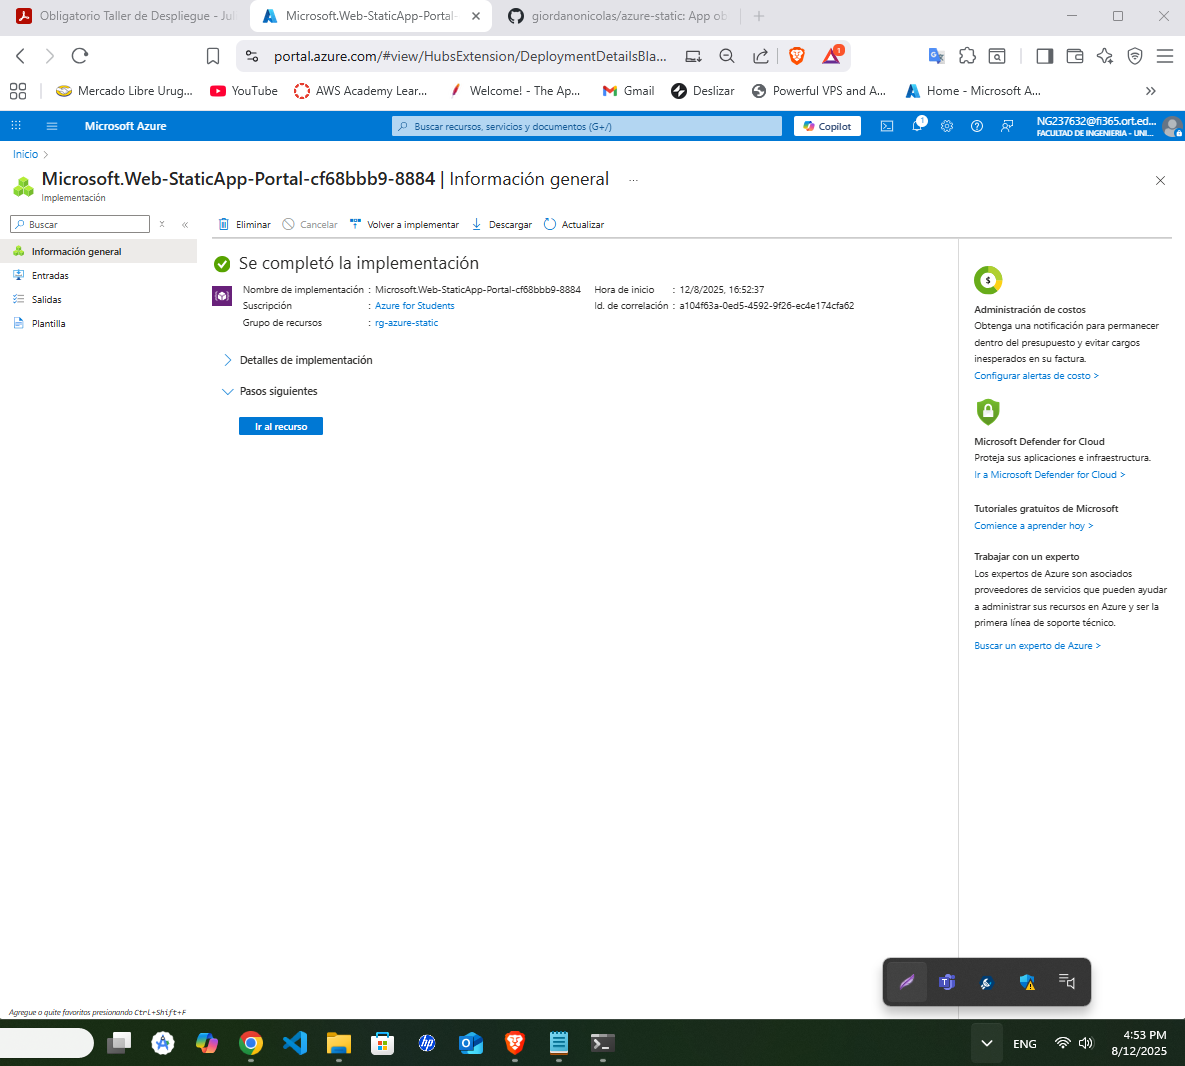 Obligatorio Taller de Despliegue - Jul
Microsoft.Web-StaticApp-Portal-
giordanonicolas/azure-static: App ob
portal.azure.com/#view/HubsExtension/DeploymentDetailsBla...
1
Mercado Libre Urug...
YouTube
AWS Academy Lear...
Welcome! - The Ap...
Gmail
Deslizar
Powerful VPS and A...
Home - Microsoft A...
Microsoft Azure
Buscar recursos, servicios y documentos (G+/)
Copilot
1
NG237632@fi365.ort.ed...
FACULTAD DE INGENIERIA - UNI...
Inicio
Microsoft.Web-StaticApp-Portal-cf68bbb9-8884 | Información general
Implementación
Buscar
Eliminar
Cancelar
Volver a implementar
Descargar
Actualizar
Información general
Entradas
Salidas
Plantilla
Se completó la implementación
Nombre de implementación : Microsoft.Web-StaticApp-Portal-cf68bbb9-8884
Suscripción : Azure for Students
Grupo de recursos : rg-azure-static
Hora de inicio : 12/8/2025, 16:52:37
Id. de correlación : a104f63a-0ed5-4592-9f26-ec4e174cfa62
Detalles de implementación
Pasos siguientes
Ir al recurso
Administración de costos
Obtenga una notificación para permanecer
dentro del presupuesto y evitar cargos
inesperados en su factura.
Configurar alertas de costo >
Microsoft Defender for Cloud
Proteja sus aplicaciones e infraestructura.
Ir a Microsoft Defender for Cloud >
Tutoriales gratuitos de Microsoft
Comience a aprender hoy >
Trabajar con un experto
Los expertos de Azure son asociados
proveedores de servicios que pueden ayudar
a administrar sus recursos en Azure y ser la
primera línea de soporte técnico.
Buscar un experto de Azure >
Agregue o quite favoritos presionando Ctrl+Shift+F
ENG
4:53 PM
8/12/2025